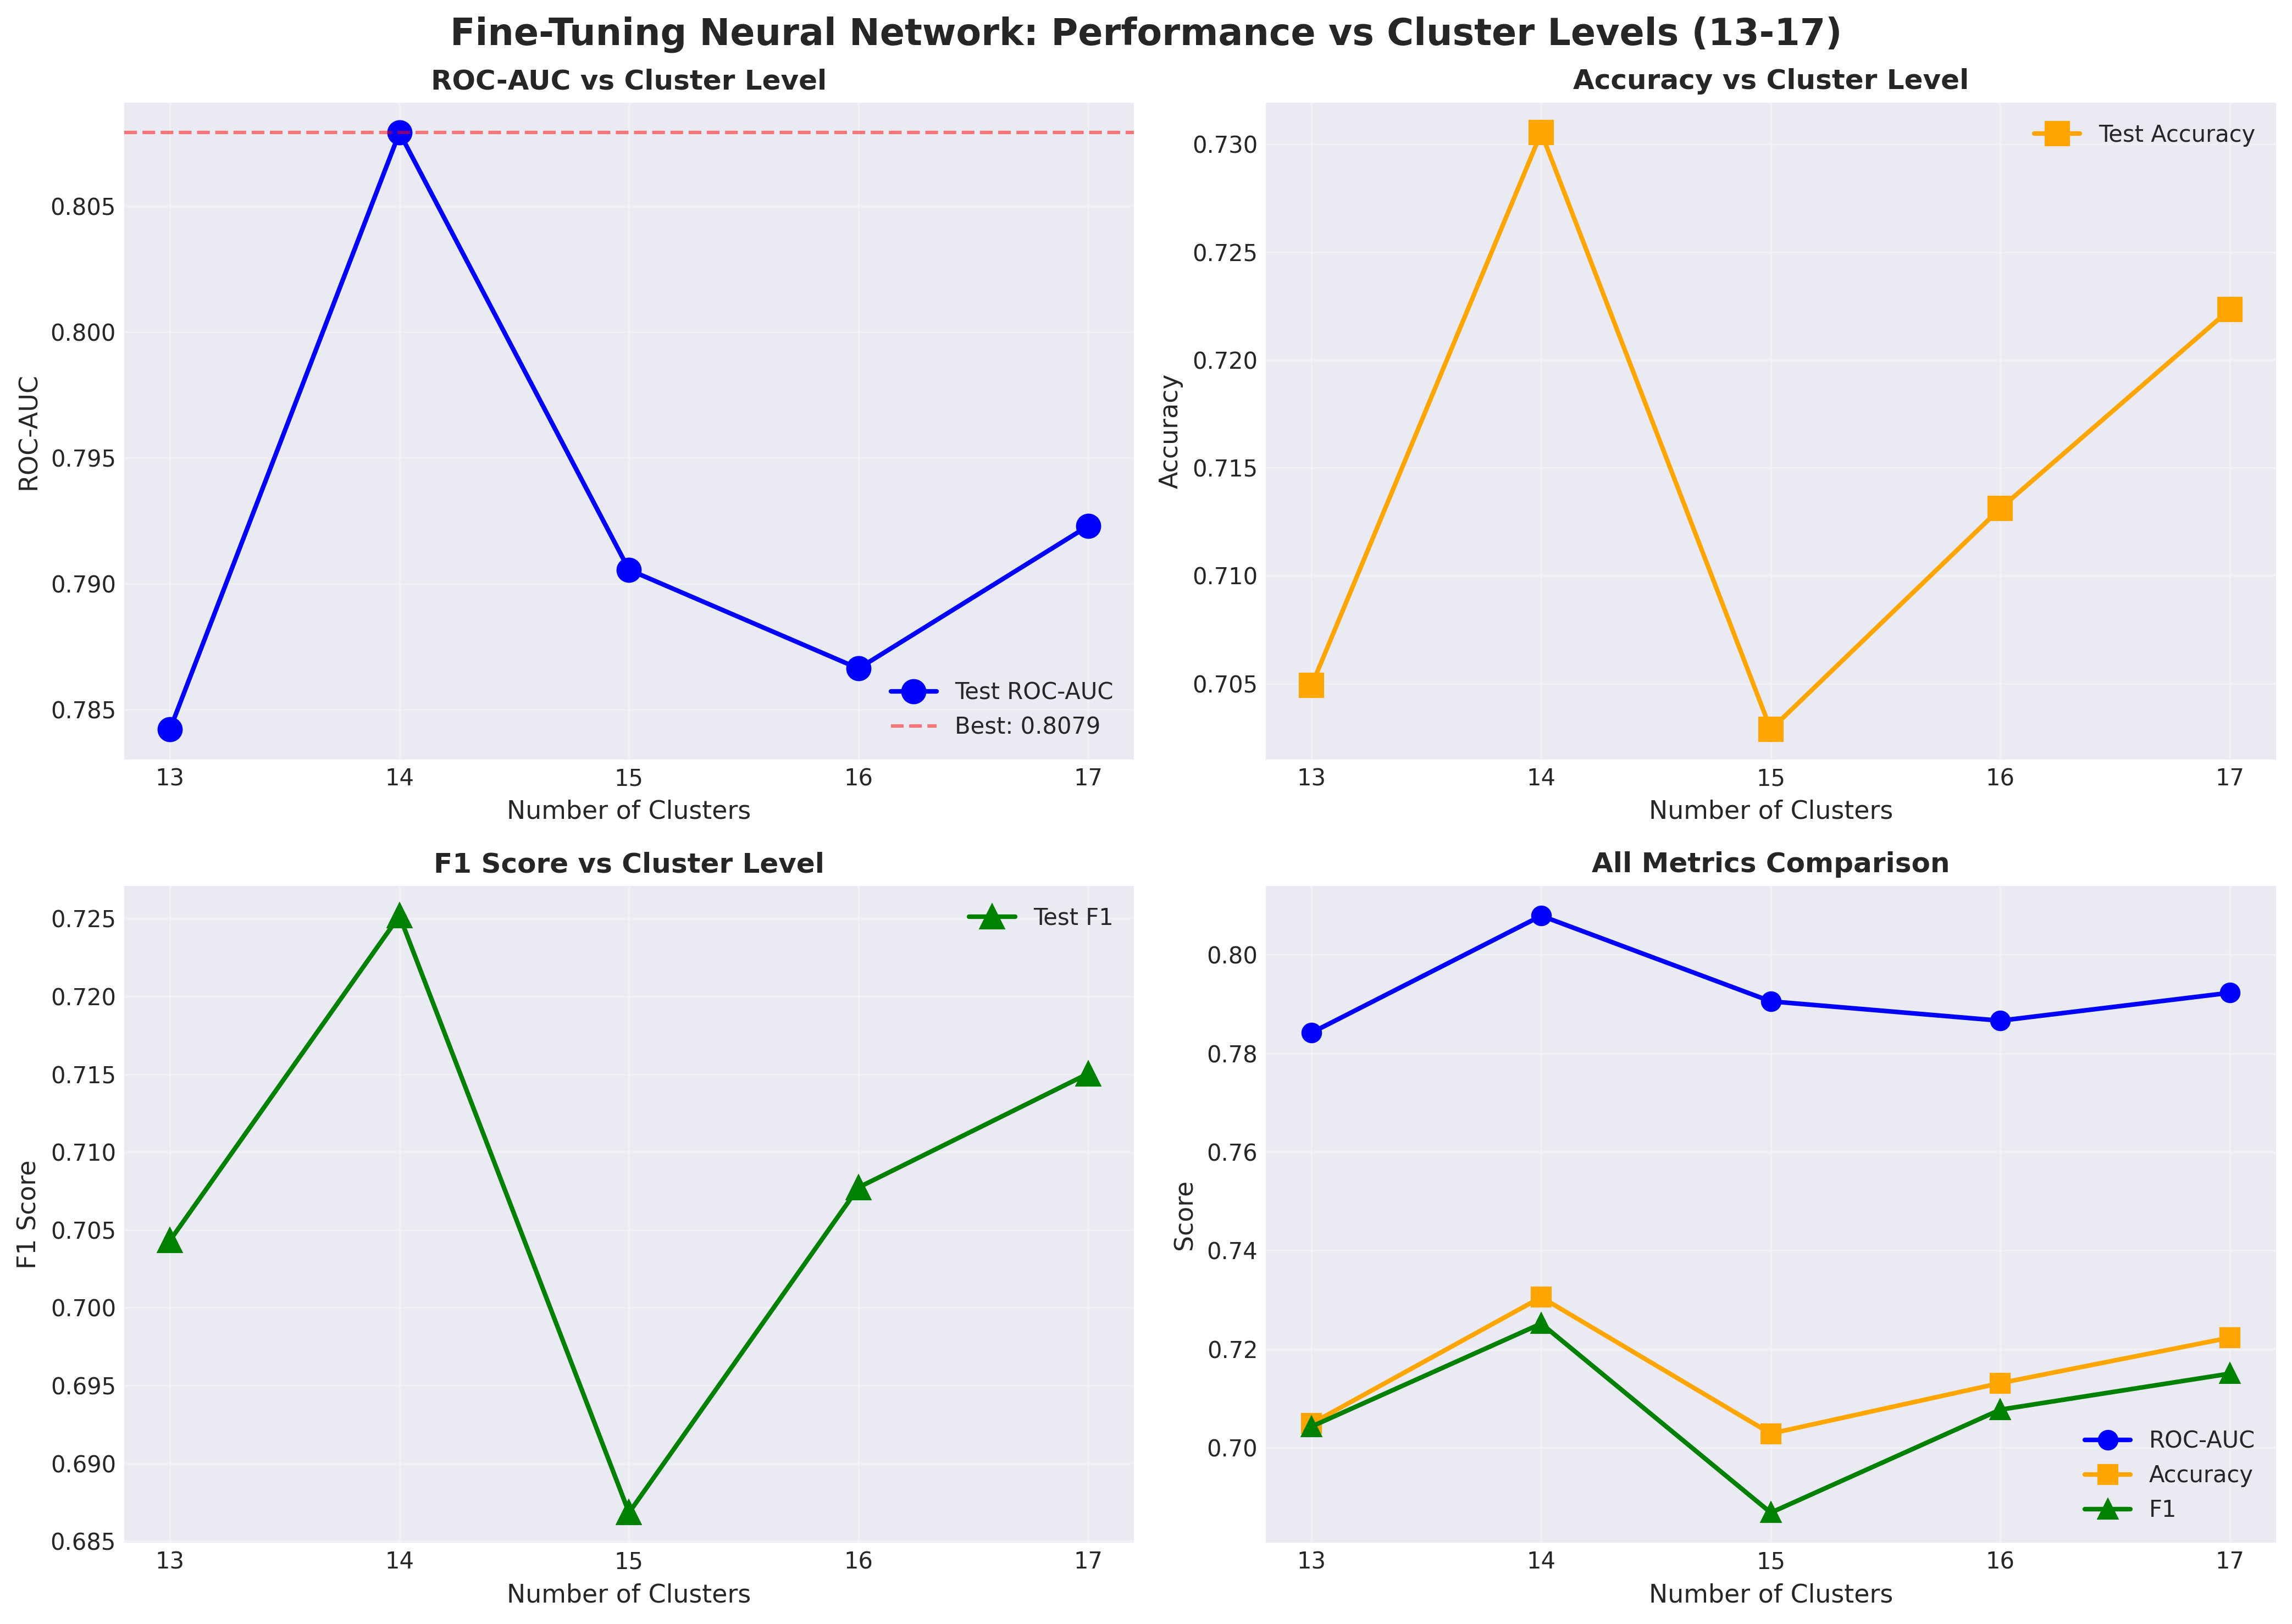 Fine-Tuning Neural Network: Performance vs Cluster Levels (13-17)
ROC-AUC vs Cluster Level
0.805
0.800
0.795
0.790
0.785
ROC-AUC
Test ROC-AUC
Best: 0.8079
13 14 15 16 17
Number of Clusters
Accuracy vs Cluster Level
0.730
0.725
0.720
0.715
0.710
0.705
Accuracy
Test Accuracy
13 14 15 16 17
Number of Clusters
F1 Score vs Cluster Level
0.725
0.720
0.715
0.710
0.705
0.700
0.695
0.690
0.685
F1 Score
Test F1
13 14 15 16 17
Number of Clusters
All Metrics Comparison
0.80
0.78
0.76
0.74
0.72
0.70
Score
ROC-AUC
Accuracy
F1
13 14 15 16 17
Number of Clusters